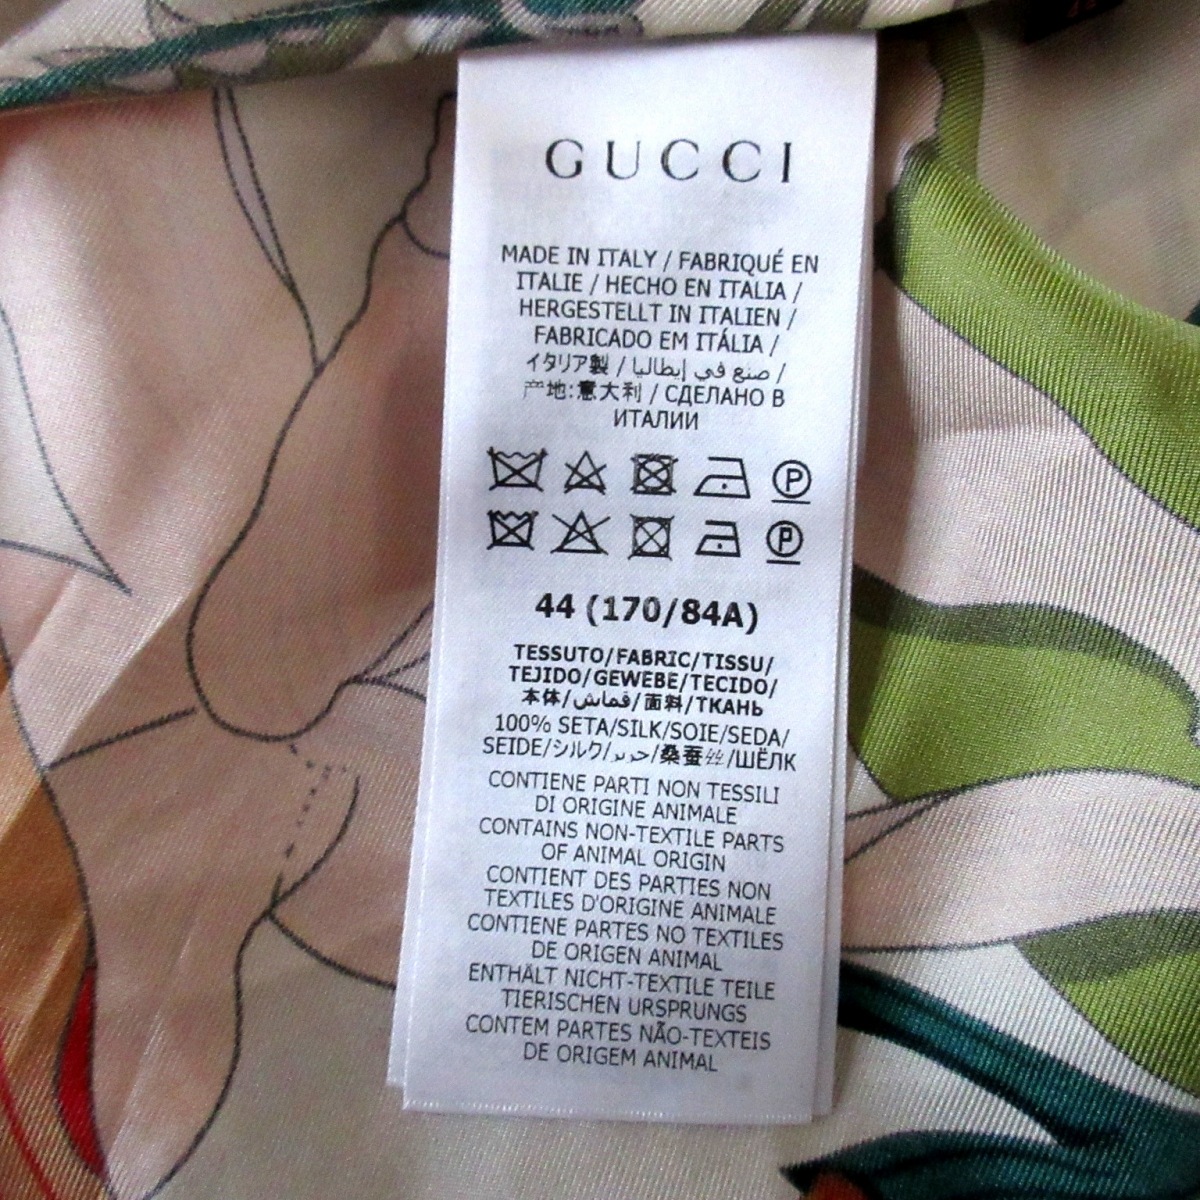 GUCCI
MADE IN ITALY / FABRIQUÉ EN
ITALIE / HECHO EN ITALIA /
HERGESTELLT IN ITALIEN /
FABRICADO EM ITÁLIA /
イタリア製 / صنع في إيطاليا /
产地:意大利 / СДЕЛАНО В
ИТАЛИИ
P
P
44 (170/84A)
TESSUTO/FABRIC/TISSU/
TEJIDO/GEWEBE/TECIDO/
本体/قماش/面料/ТКАНЬ
100% SETA/SILK/SOIE/SEDA/
SEIDE/シルク/حرير/桑蚕丝/ШЁЛК
CONTIENE PARTI NON TESSILI
DI ORIGINE ANIMALE
CONTAINS NON-TEXTILE PARTS
OF ANIMAL ORIGIN
CONTIENT DES PARTIES NON
TEXTILES D'ORIGINE ANIMALE
CONTIENE PARTES NO TEXTILES
DE ORIGEN ANIMAL
ENTHÄLT NICHT-TEXTILE TEILE
TIERISCHEN URSPRUNGS
CONTEM PARTES NÃO-TEXTEIS
DE ORIGEM ANIMAL